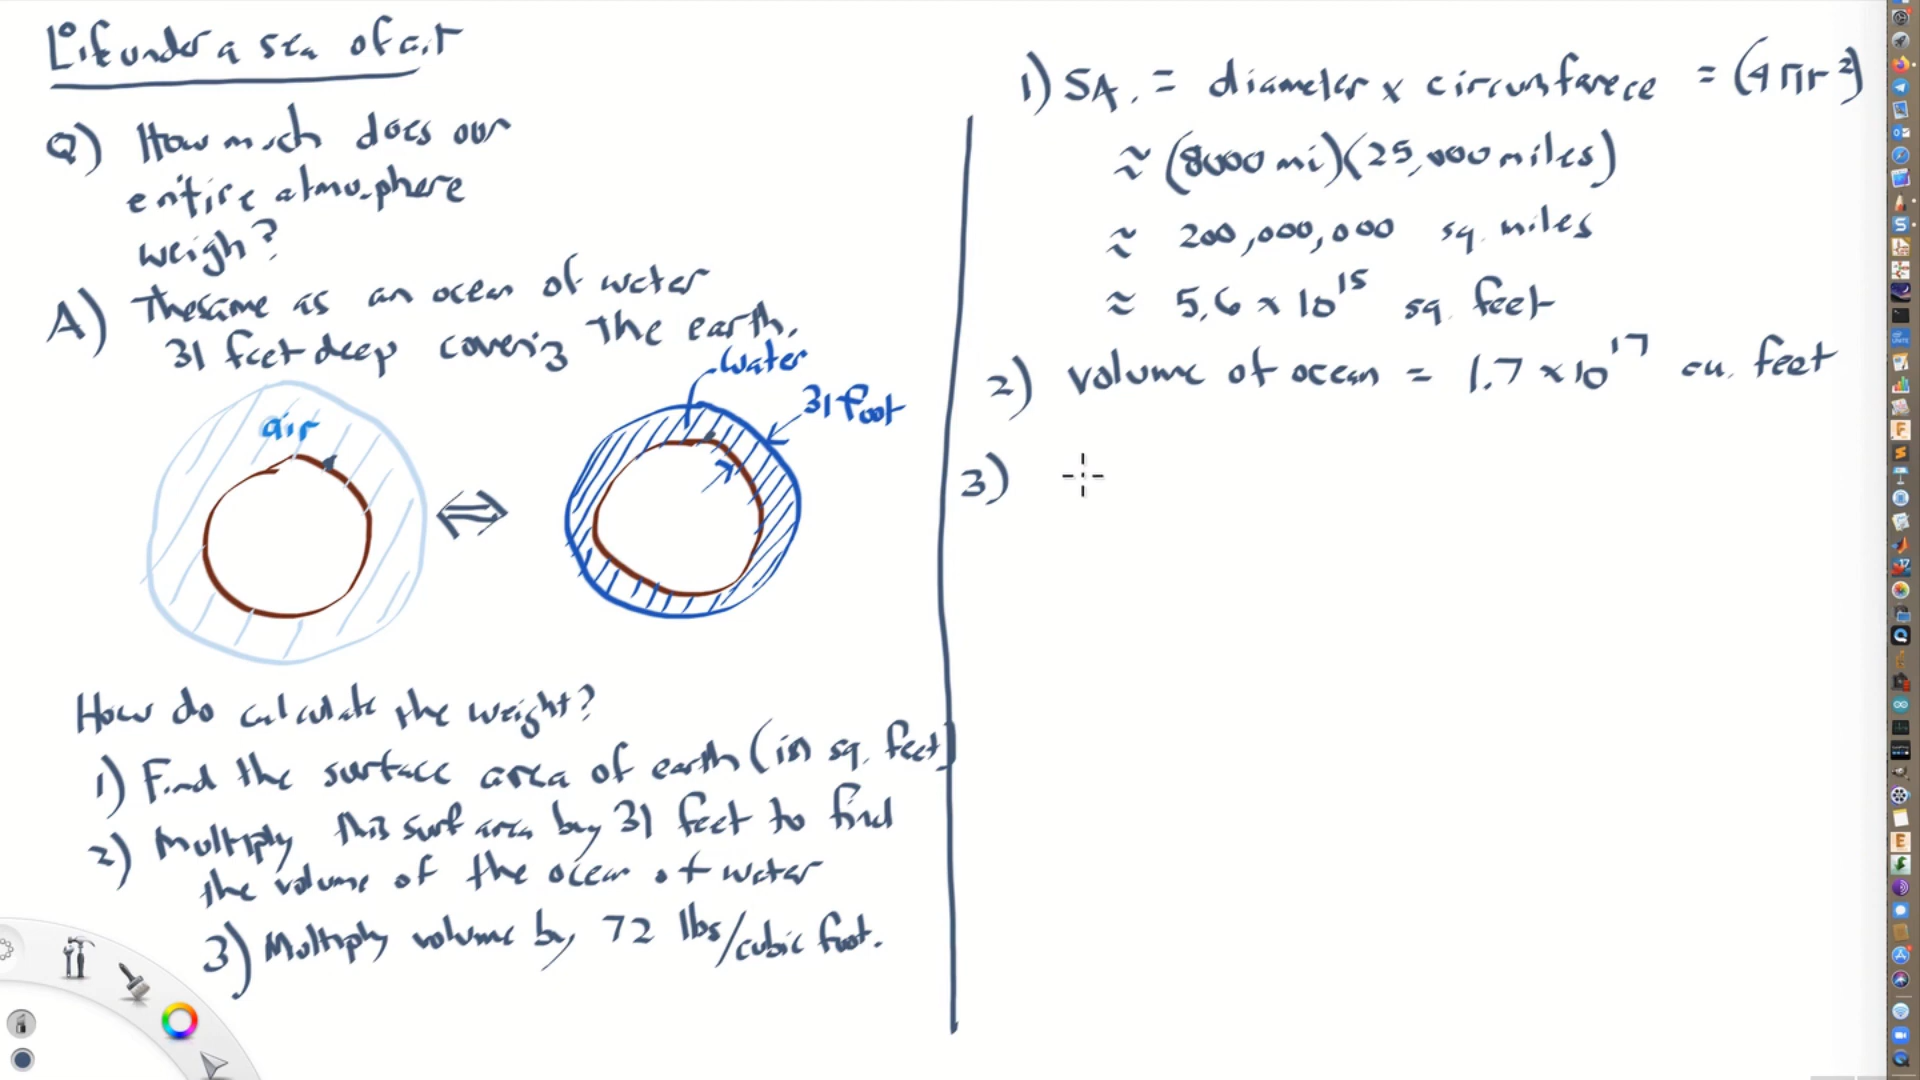 Life under a sea of air
Q) How much does our
entire atmosphere
weigh?
A) The same as an ocean of water
31 feet deep covering the earth.
water
31 foot
air
How do calculate the weight?
1) Find the surface area of earth (in sq. feet)
2) Multiply this surf area by 31 feet to find
the volume of the ocean of water
3) Multiply volume by 72 lbs/cubic foot.
1) SA. = diameter x circumfarece = (4πr²)
≈ (8000 mi)(25,000 miles)
≈ 200,000,000 sq. miles
≈ 5.6 x 10¹⁵ sq. feet
2) volume of ocean = 1.7 x 10¹⁷ cu. feet
3)